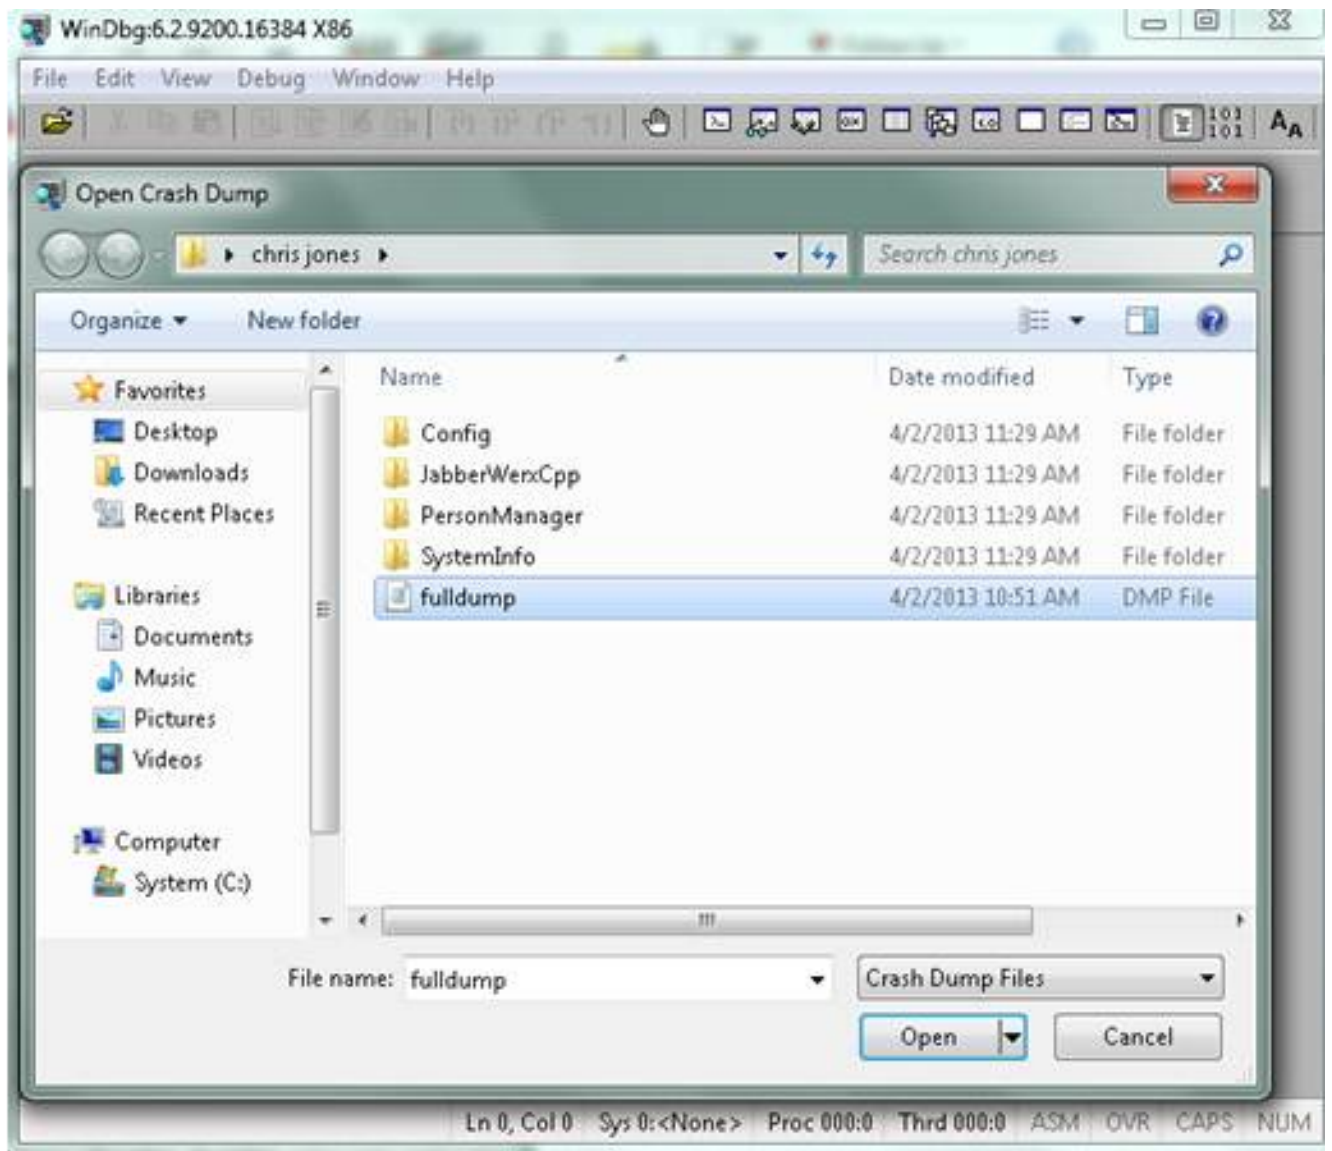 WinDbg:6.2.9200.16384 X86
File Edit View Debug Window Help
101
101
AA
Open Crash Dump
chris jones
Search chris jones
Organize New folder
Name Date modified Type
Favorites
Desktop
Downloads
Recent Places
Libraries
Documents
Music
Pictures
Videos
Computer
System (C:)
Config 4/2/2013 11:29 AM File folder
JabberWerxCpp 4/2/2013 11:29 AM File folder
PersonManager 4/2/2013 11:29 AM File folder
SystemInfo 4/2/2013 11:29 AM File folder
fulldump 4/2/2013 10:51 AM DMP File
File name: fulldump Crash Dump Files
Open Cancel
Ln 0, Col 0 Sys 0:<None> Proc 000:0 Thrd 000:0 ASM OVR CAPS NUM